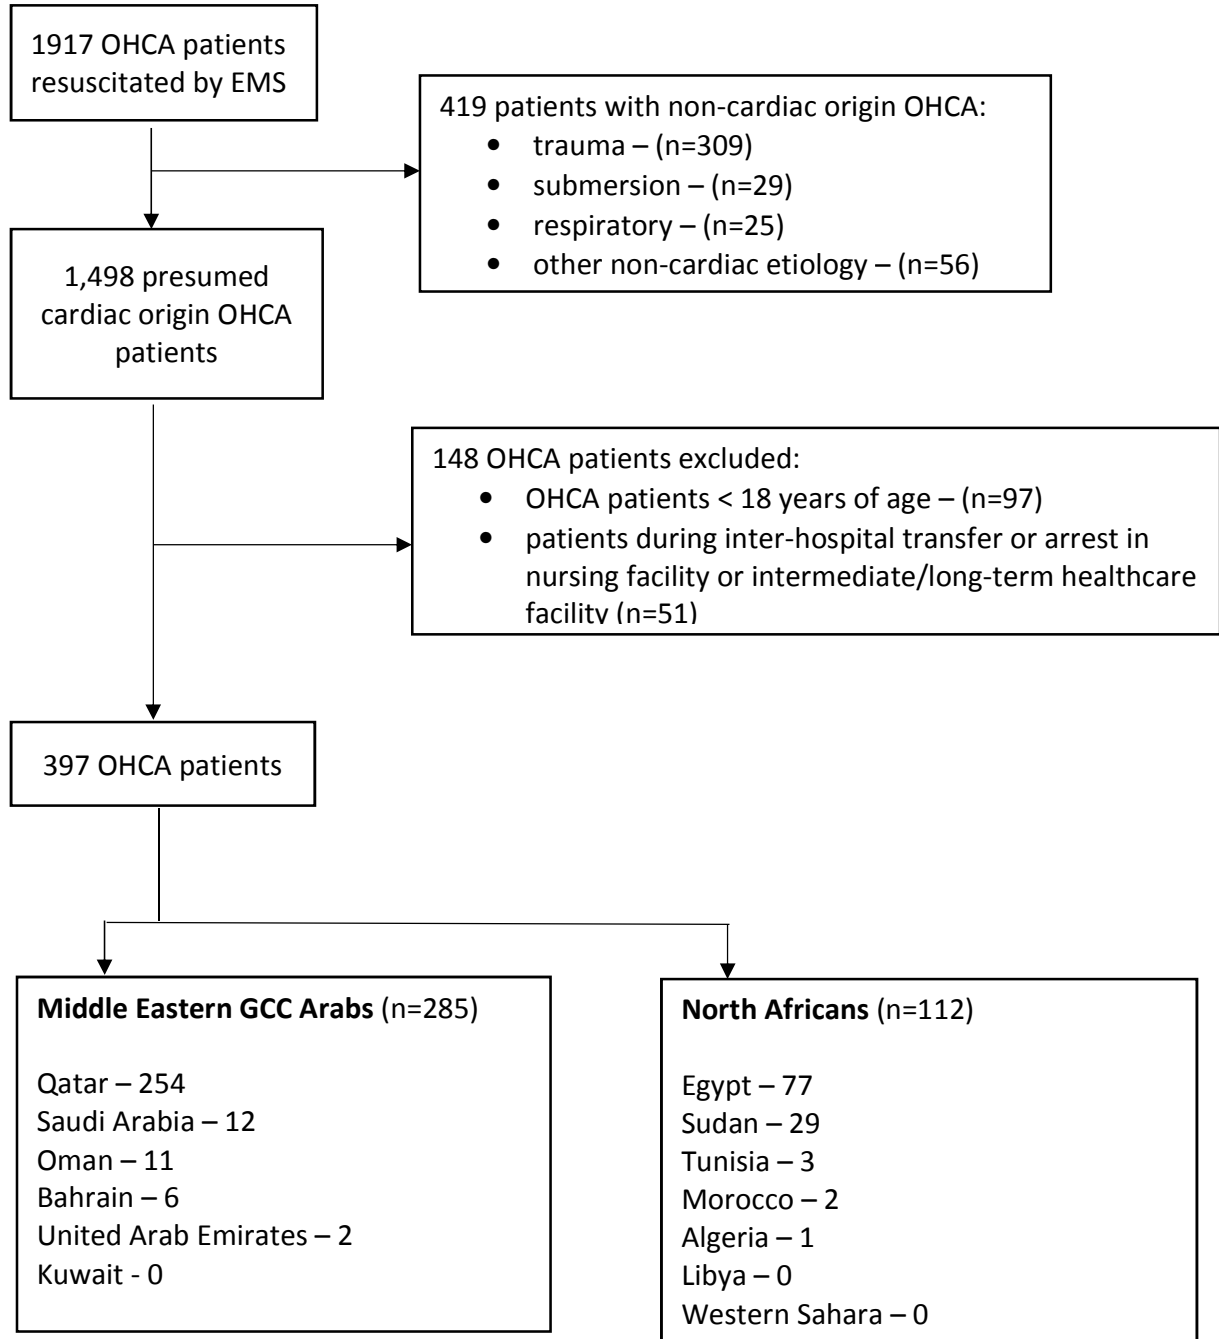 1917 OHCA patients
resuscitated by EMS
419 patients with non-cardiac origin OHCA:
• trauma – (n=309)
• submersion – (n=29)
• respiratory – (n=25)
• other non-cardiac etiology – (n=56)
1,498 presumed
cardiac origin OHCA
patients
148 OHCA patients excluded:
• OHCA patients < 18 years of age – (n=97)
• patients during inter-hospital transfer or arrest in
nursing facility or intermediate/long-term healthcare
facility (n=51)
397 OHCA patients
Middle Eastern GCC Arabs (n=285)
Qatar – 254
Saudi Arabia – 12
Oman – 11
Bahrain – 6
United Arab Emirates – 2
Kuwait - 0
North Africans (n=112)
Egypt – 77
Sudan – 29
Tunisia – 3
Morocco – 2
Algeria – 1
Libya – 0
Western Sahara – 0